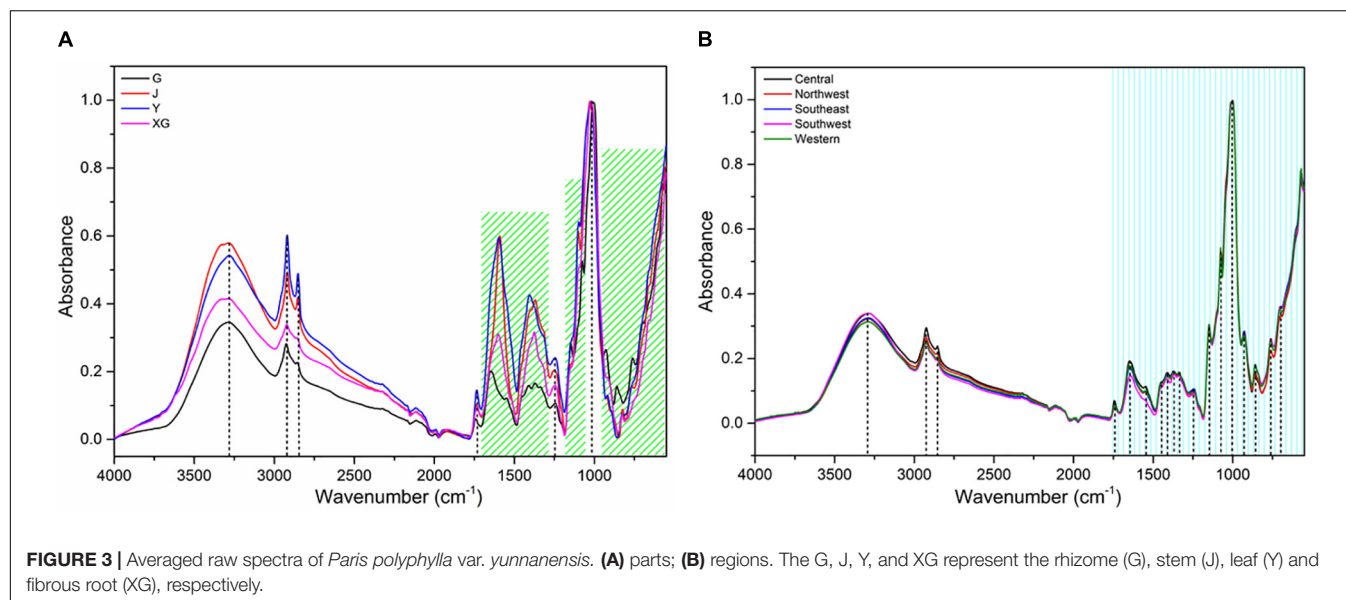 A
G
J
Y
XG
1.0
0.8
0.6
0.4
0.2
0.0
Absorbance
4000 3500 3000 2500 2000 1500 1000
Wavenumber (cm⁻¹)
B
Central
Northwest
Southeast
Southwest
Western
1.0
0.8
0.6
0.4
0.2
0.0
Absorbance
4000 3500 3000 2500 2000 1500 1000
Wavenumber (cm⁻¹)
FIGURE 3 | Averaged raw spectra of Paris polyphylla var. yunnanensis. (A) parts; (B) regions. The G, J, Y, and XG represent the rhizome (G), stem (J), leaf (Y) and
fibrous root (XG), respectively.